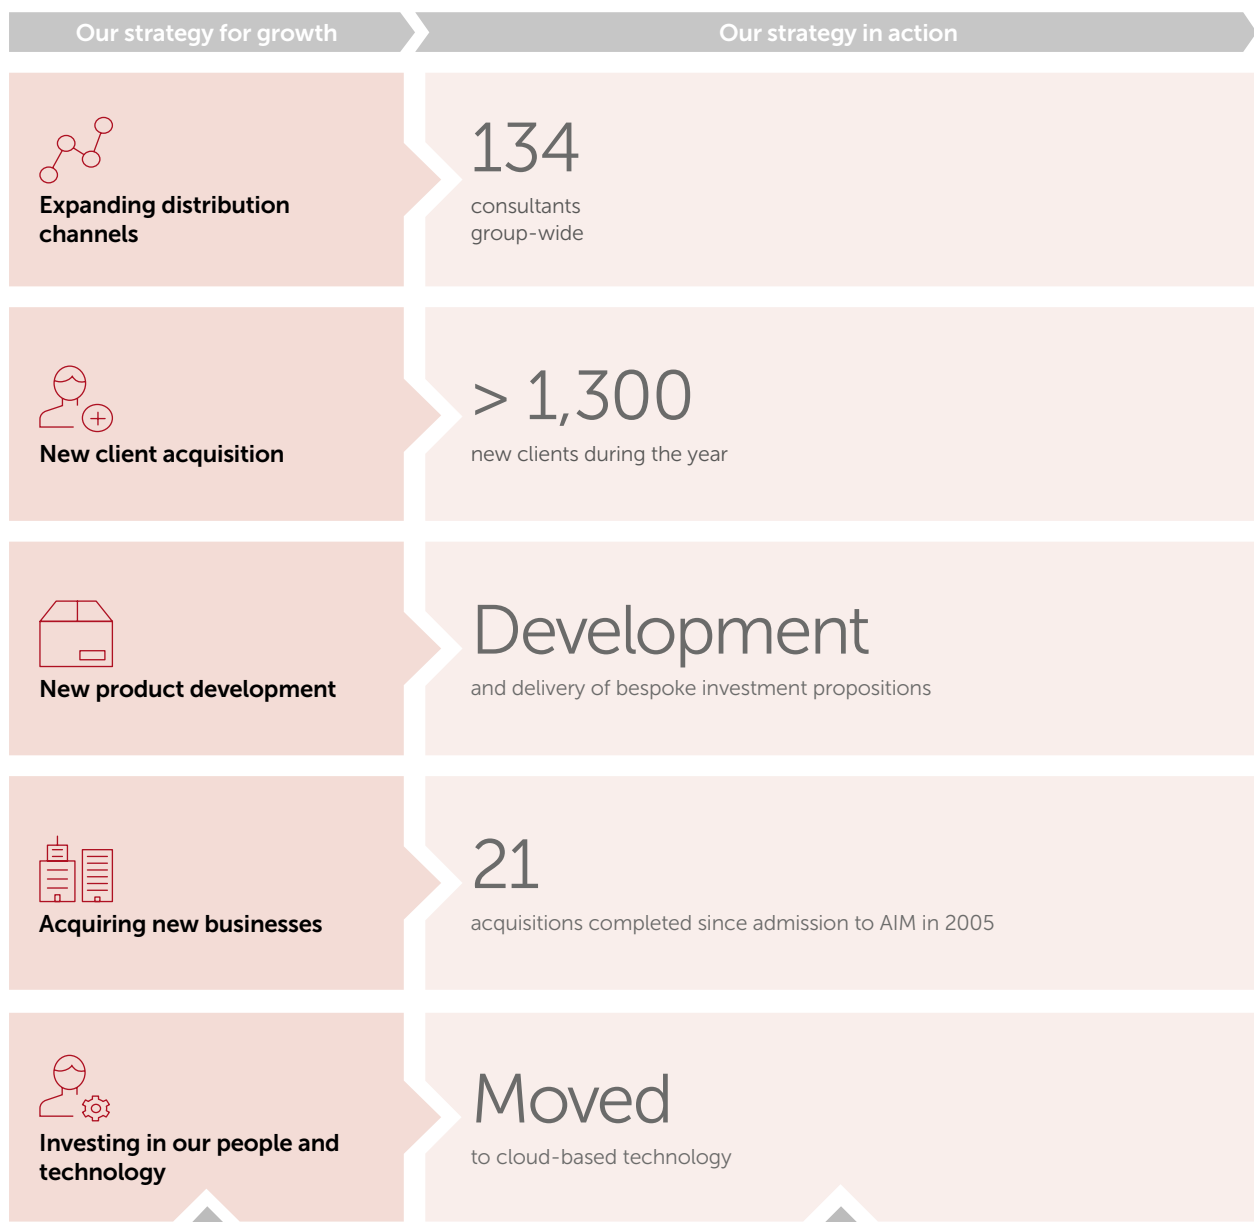 Our strategy for growth
Our strategy in action
Expanding distribution
channels
134
consultants
group-wide
New client acquisition
> 1,300
new clients during the year
New product development
Development
and delivery of bespoke investment propositions
Acquiring new businesses
21
acquisitions completed since admission to AIM in 2005
Investing in our people and
technology
Moved
to cloud-based technology